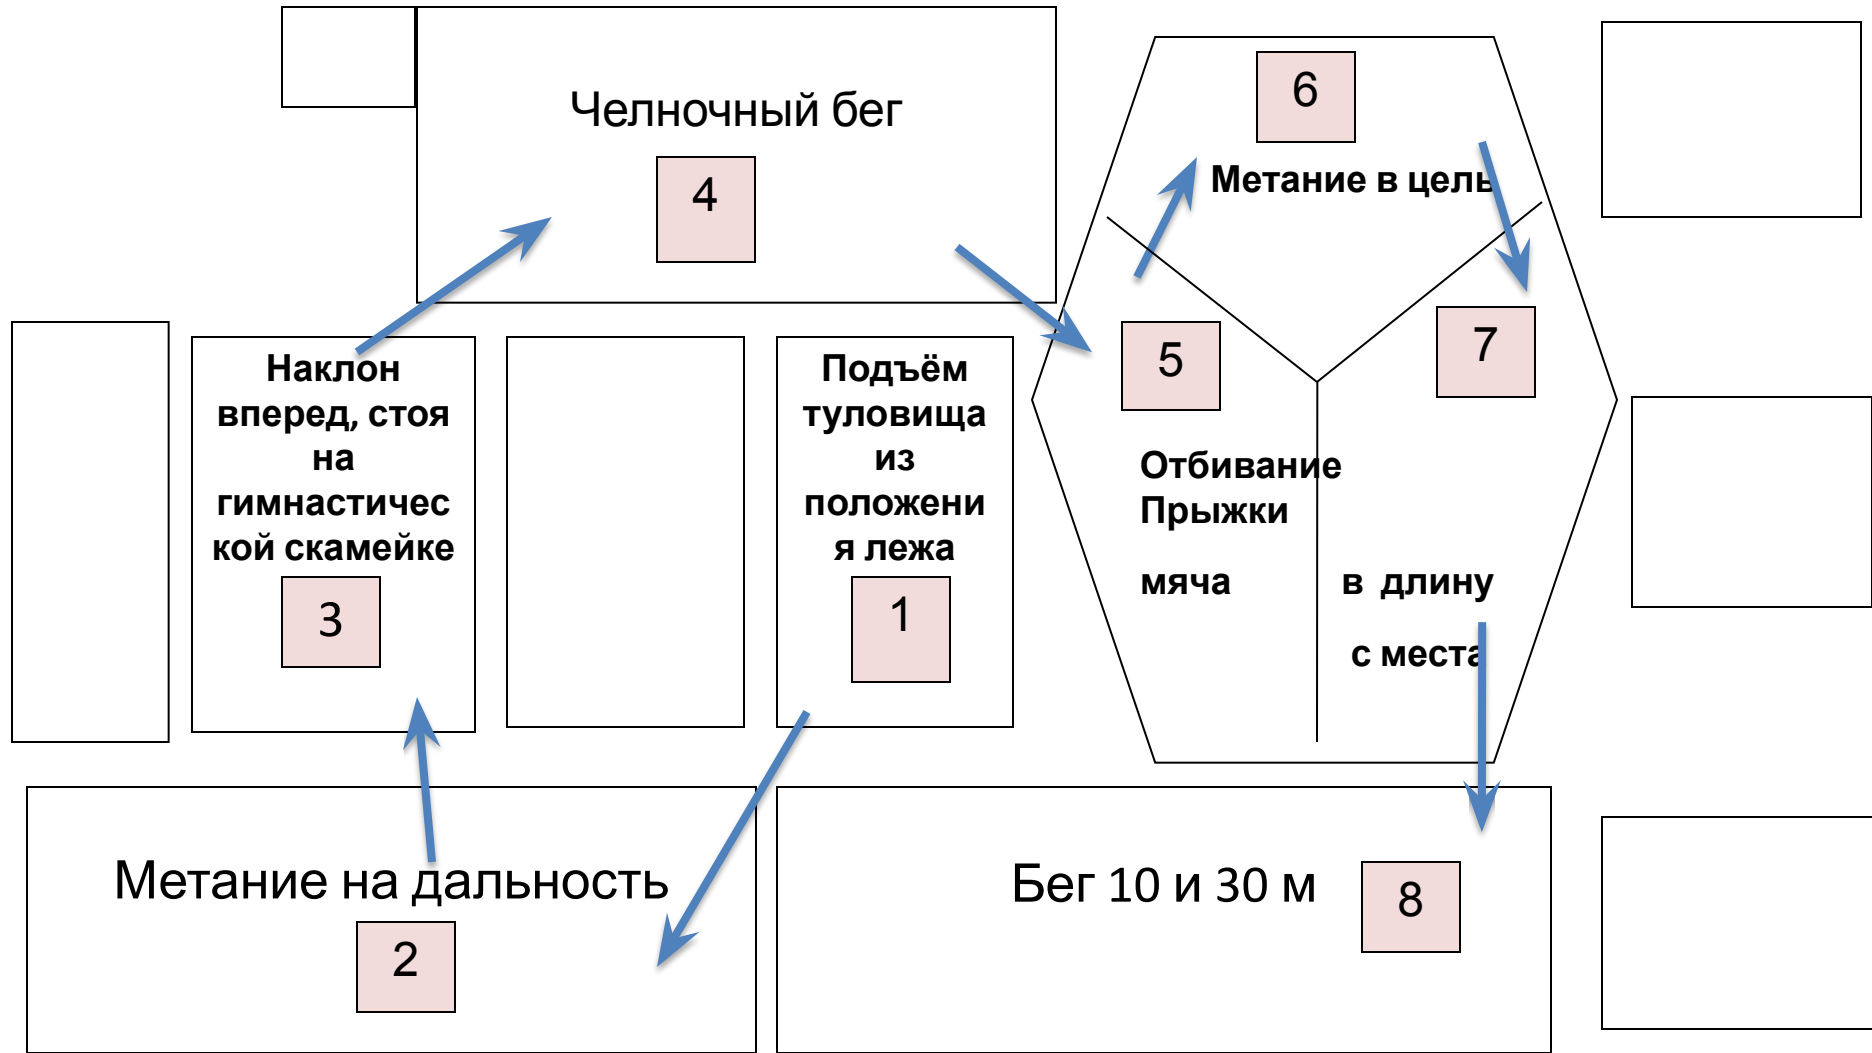 Челночный бег
4
6
Метание в цель
Наклон
вперед, стоя
на
гимнастичес
кой скамейке
3
Подъём
туловища
из
положени
я лежа
1
5
7
Отбивание
Прыжки
мяча в длину
с места
Метание на дальность
2
Бег 10 и 30 м
8